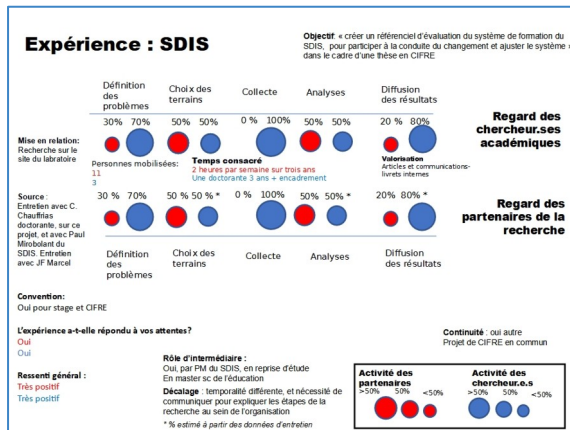 Expérience : SDIS
Objectif: « créer un référenciel d'évaluation du système de formation du
SDIS, pour participer à la conduite du changement et ajuster le système »
dans le cadre d'une thèse en CIFRE
Définition
des
problèmes
Choix des
terrains
Collecte
Analyses
Diffusion
des résultats
30% 70%
50% 50%
0 % 100%
50% 50%
20 % 80%
Regard des
chercheur.ses
académiques
Mise en relation:
Recherche sur le
site du labratoire
Personnes mobilisées:
11
3
Temps consacré
2 heures par semaine sur trois ans
Une doctorante 3 ans + encadrement
Valorisation
Articles et communications-
livrets internes
Source :
Entretien avec C.
Chauffrias
doctorante, sur ce
projet, et avec Paul
Mirobolant du
SDIS. Entretien
avec JF Marcel
30 % 70%
50 % 50% *
0 % 100%
50% 50% *
20% 80% *
Regard des
partenaires de la
recherche
Définition
des
problèmes
Choix des
terrains
Collecte
Analyses
Diffusion
des résultats
Convention:
Oui pour stage et CIFRE
L'expérience a-t-elle répondu à vos attentes?
Oui
Oui
Ressenti général :
Très positif
Très positif
Rôle d'intermédiaire :
Oui, par PM du SDIS, en reprise d'étude
En master sc de l'éducation
Décalage : temporalité différente, et nécessité de
communiquer pour expliquer les étapes de la
recherche au sein de l'organisation
* % estimé à partir des données d'entretien
Continuité : oui autre
Projet de CIFRE en commun
Activité des
partenaires
>50% 50% <50%
Activité des
chercheur.e.s
>50% 50% <50%